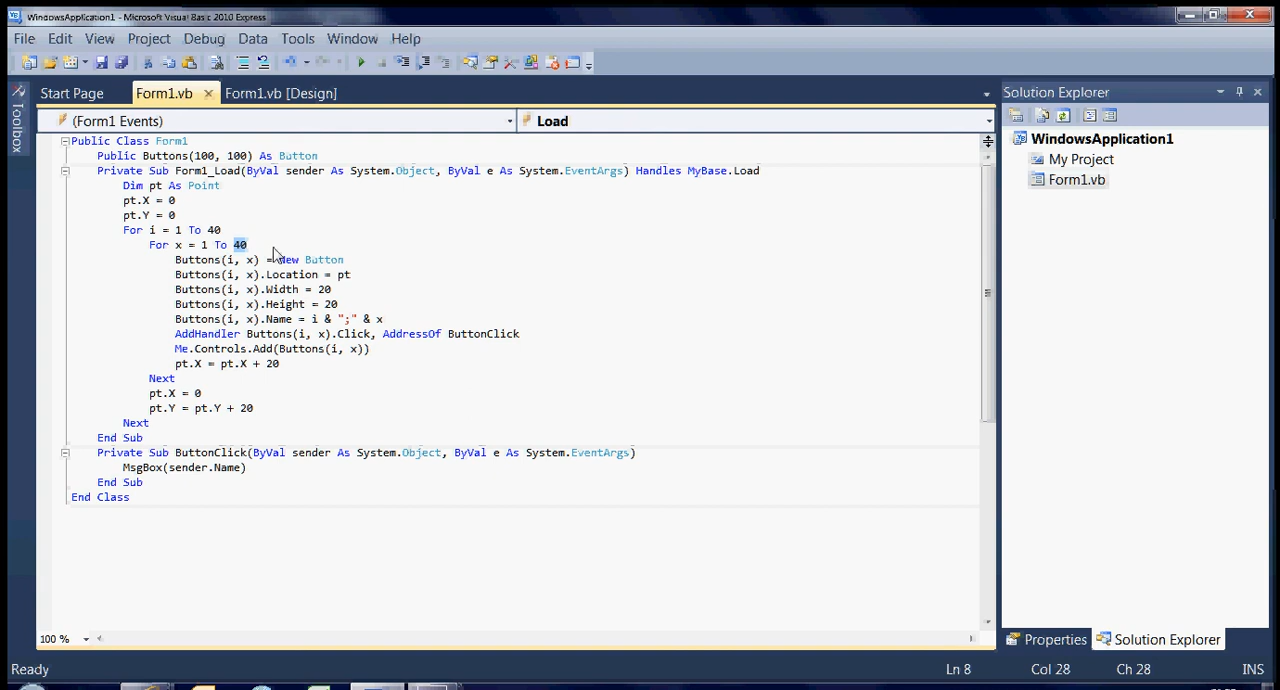 WindowsApplication1 - Microsoft Visual Basic 2010 Express
File Edit View Project Debug Data Tools Window Help
Toolbox
Start Page Form1.vb Form1.vb [Design]
(Form1 Events) Load
Public Class Form1
Public Buttons(100, 100) As Button
Private Sub Form1_Load(ByVal sender As System.Object, ByVal e As System.EventArgs) Handles MyBase.Load
Dim pt As Point
pt.X = 0
pt.Y = 0
For i = 1 To 40
For x = 1 To 40
Buttons(i, x) = New Button
Buttons(i, x).Location = pt
Buttons(i, x).Width = 20
Buttons(i, x).Height = 20
Buttons(i, x).Name = i & ";" & x
AddHandler Buttons(i, x).Click, AddressOf ButtonClick
Me.Controls.Add(Buttons(i, x))
pt.X = pt.X + 20
Next
pt.X = 0
pt.Y = pt.Y + 20
Next
End Sub
Private Sub ButtonClick(ByVal sender As System.Object, ByVal e As System.EventArgs)
MsgBox(sender.Name)
End Sub
End Class
100 %
Solution Explorer
WindowsApplication1
My Project
Form1.vb
Properties Solution Explorer
Ready Ln 8 Col 28 Ch 28 INS